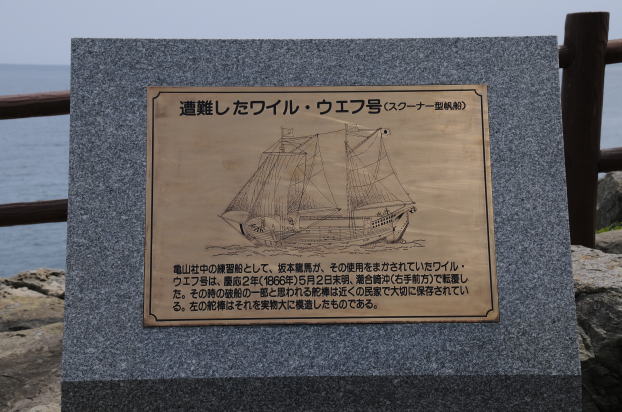 遭難したワイル・ウエフ号(スクーナー型帆船)
亀山社中の練習船として、坂本龍馬が、その使用をまかされていたワイル・
ウエフ号は、慶応2年(1866年)5月2日未明、潮合崎沖(右手前方)で転覆し
た。その時の破船の一部と思われる舵棒は近くの民家で大切に保存されてい
る。左の舵棒はそれを実物大に模造したものである。